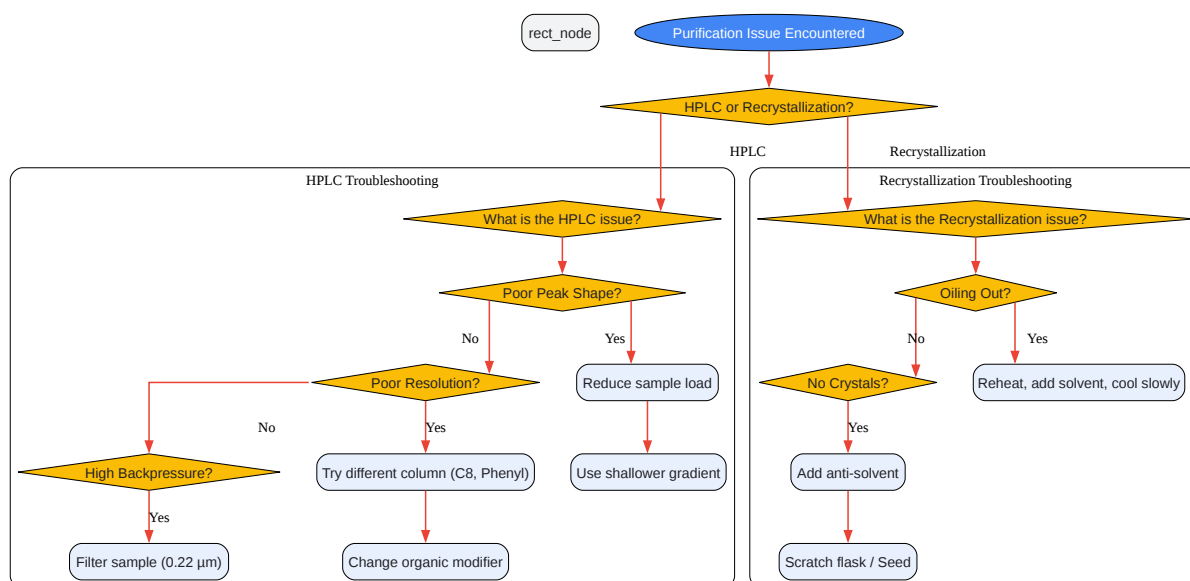 rect_node
Purification Issue Encountered
HPLC or Recrystallization?
HPLC
Recrystallization
HPLC Troubleshooting
Recrystallization Troubleshooting
What is the HPLC issue?
What is the Recrystallization issue?
Poor Peak Shape?
Oiling Out?
No
Yes
No
Yes
Poor Resolution?
Reduce sample load
No Crystals?
Reheat, add solvent, cool slowly
No
Yes
Yes
High Backpressure?
Try different column (C8, Phenyl)
Use shallower gradient
Add anti-solvent
Yes
Filter sample (0.22 µm)
Change organic modifier
Scratch flask / Seed